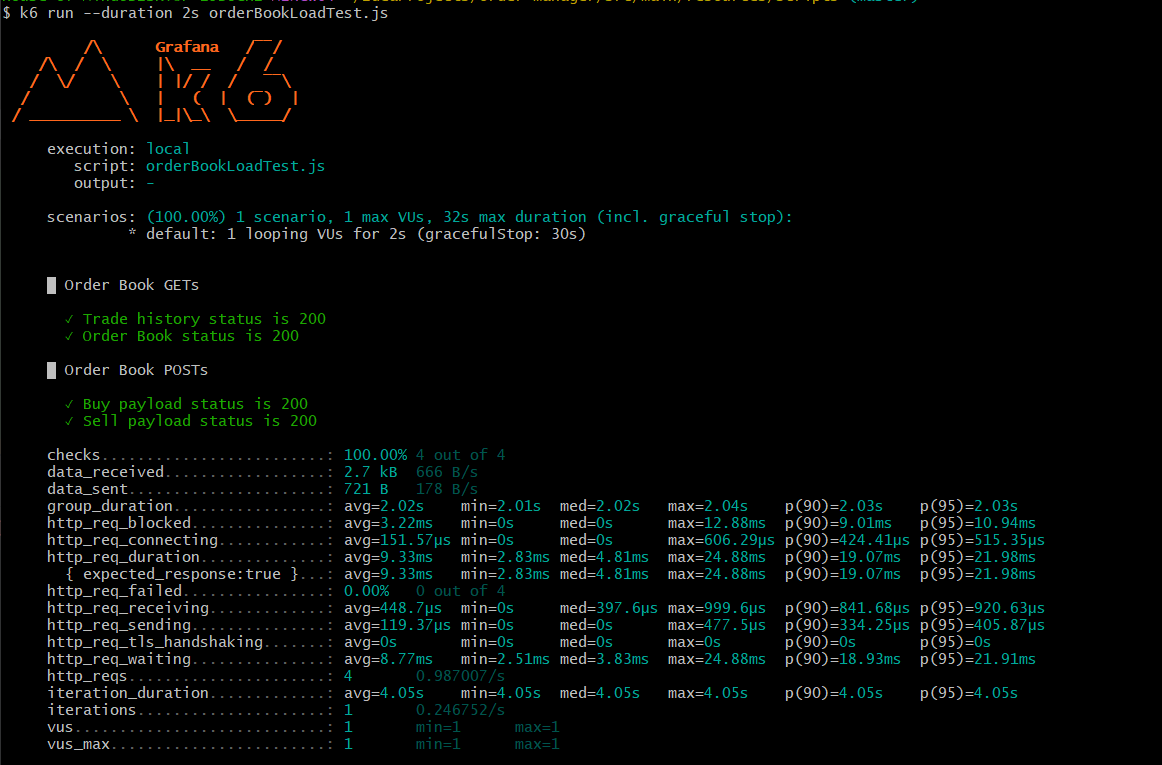 $ k6 run --duration 2s orderBookLoadTest.js
Grafana
execution: local
script: orderBookLoadTest.js
output: -
scenarios: (100.00%) 1 scenario, 1 max VUs, 32s max duration (incl. graceful stop):
* default: 1 looping VUs for 2s (gracefulStop: 30s)
█ Order Book GETs
✓ Trade history status is 200
✓ Order Book status is 200
█ Order Book POSTs
✓ Buy payload status is 200
✓ Sell payload status is 200
checks.........................: 100.00% 4 out of 4
data_received..................: 2.7 kB 666 B/s
data_sent......................: 721 B 178 B/s
group_duration.................: avg=2.02s min=2.01s med=2.02s max=2.04s p(90)=2.03s p(95)=2.03s
http_req_blocked...............: avg=3.22ms min=0s med=0s max=12.88ms p(90)=9.01ms p(95)=10.94ms
http_req_connecting............: avg=151.57µs min=0s med=0s max=606.29µs p(90)=424.41µs p(95)=515.35µs
http_req_duration..............: avg=9.33ms min=2.83ms med=4.81ms max=24.88ms p(90)=19.07ms p(95)=21.98ms
{ expected_response:true }...: avg=9.33ms min=2.83ms med=4.81ms max=24.88ms p(90)=19.07ms p(95)=21.98ms
http_req_failed................: 0.00% 0 out of 4
http_req_receiving.............: avg=448.7µs min=0s med=397.6µs max=999.6µs p(90)=841.68µs p(95)=920.63µs
http_req_sending...............: avg=119.37µs min=0s med=0s max=477.5µs p(90)=334.25µs p(95)=405.87µs
http_req_tls_handshaking.......: avg=0s min=0s med=0s max=0s p(90)=0s p(95)=0s
http_req_waiting...............: avg=8.77ms min=2.51ms med=3.83ms max=24.88ms p(90)=18.93ms p(95)=21.91ms
http_reqs......................: 4 0.987007/s
iteration_duration.............: avg=4.05s min=4.05s med=4.05s max=4.05s p(90)=4.05s p(95)=4.05s
iterations.....................: 1 0.246752/s
vus............................: 1 min=1 max=1
vus_max........................: 1 min=1 max=1